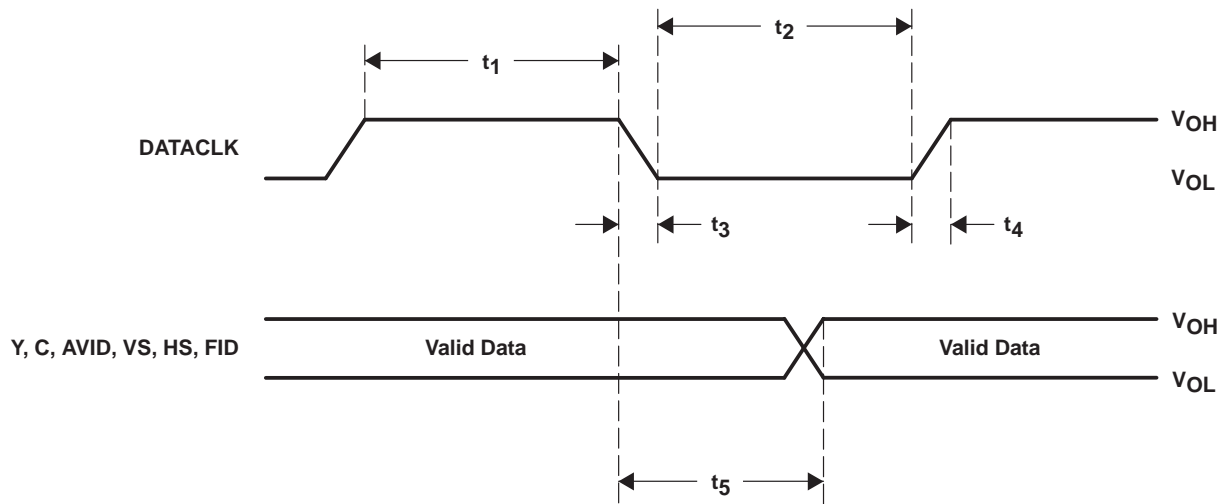 t2
t1
VOH
DATACLK
VOL
t3
t4
VOH
Y, C, AVID, VS, HS, FID
Valid Data
Valid Data
VOL
t5